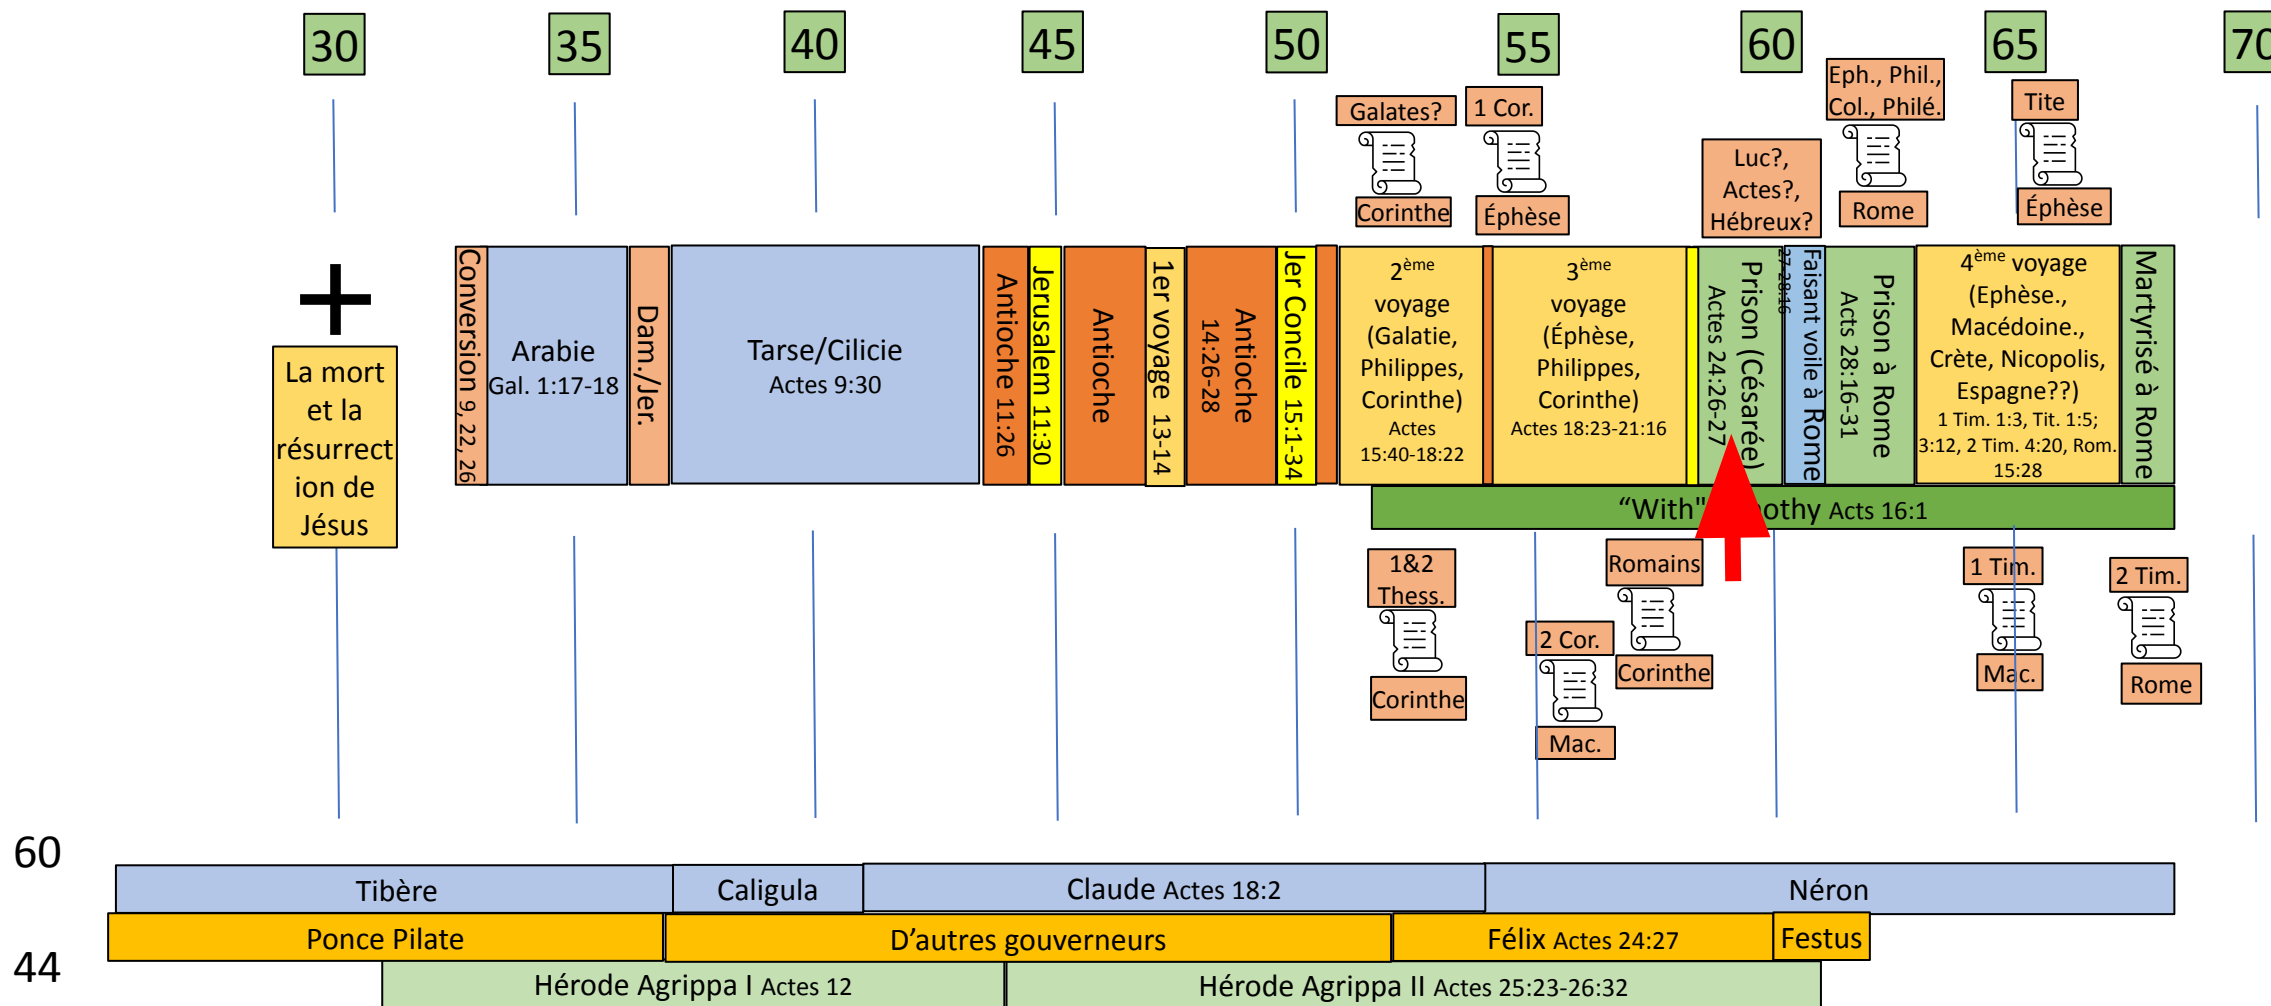 30
35
40
45
50
55
60
65
70
Galates?
Corinthe
1 Cor.
Éphèse
Luc?,
Actes?,
Hébreux?
Eph., Phil.,
Col., Philé.
Rome
Tite
Éphèse
La mort
et la
résurrect
ion de
Jésus
Conversion 9, 22, 26
Arabie
Gal. 1:17-18
Dam./Jer.
Tarse/Cilicie
Actes 9:30
Antioche 11:26
Jerusalem 11:30
Antioche
1er voyage 13-14
Antioche
14:26-28
Jer Concile 15:1-34
2ème
voyage
(Galatie,
Philippes,
Corinthe)
Actes
15:40-18:22
3ème
voyage
(Éphèse,
Philippes,
Corinthe)
Actes 18:23-21:16
Prison (Césarée)
Actes 24:26-27
Faisant voile à Rome
27-28:16
Prison à Rome
Acts 28:16-31
4ème voyage
(Ephèse.,
Macédoine.,
Crète, Nicopolis,
Espagne??)
1 Tim. 1:3, Tit. 1:5;
3:12, 2 Tim. 4:20, Rom.
15:28
Martyrisé à Rome
“With" othy Acts 16:1
1&2
Thess.
Corinthe
2 Cor.
Mac.
Romains
Corinthe
1 Tim.
Mac.
2 Tim.
Rome
60
Tibère
Caligula
Claude Actes 18:2
Néron
Ponce Pilate
D’autres gouverneurs
Félix Actes 24:27
Festus
44
Hérode Agrippa I Actes 12
Hérode Agrippa II Actes 25:23-26:32